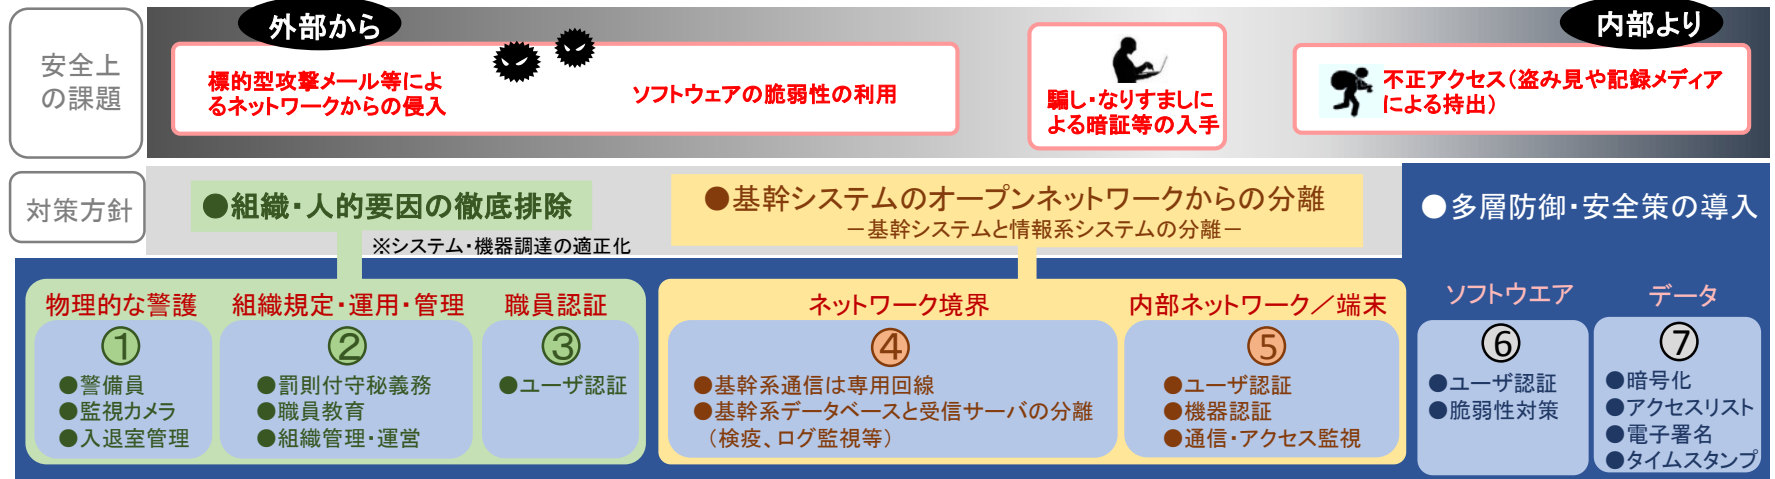 安全上
の課題
外部から
標的型攻撃メール等によ
るネットワークからの侵入
ソフトウェアの脆弱性の利用
騙し・なりすましに
よる暗証等の入手
内部より
不正アクセス（盗み見や記録メディア
による持出）
対策方針
●組織・人的要因の徹底排除
※システム・機器調達の適正化
●基幹システムのオープンネットワークからの分離
－基幹システムと情報系システムの分離－
●多層防御・安全策の導入
物理的な警護
①
●警備員
●監視カメラ
●入退室管理
組織規定・運用・管理
②
●罰則付守秘義務
●職員教育
●組織管理・運営
職員認証
③
●ユーザ認証
ネットワーク境界
④
●基幹系通信は専用回線
●基幹系データベースと受信サーバの分離
（検疫、ログ監視等）
内部ネットワーク／端末
⑤
●ユーザ認証
●機器認証
●通信・アクセス監視
ソフトウエア
⑥
●ユーザ認証
●脆弱性対策
データ
⑦
●暗号化
●アクセスリスト
●電子署名
●タイムスタンプ